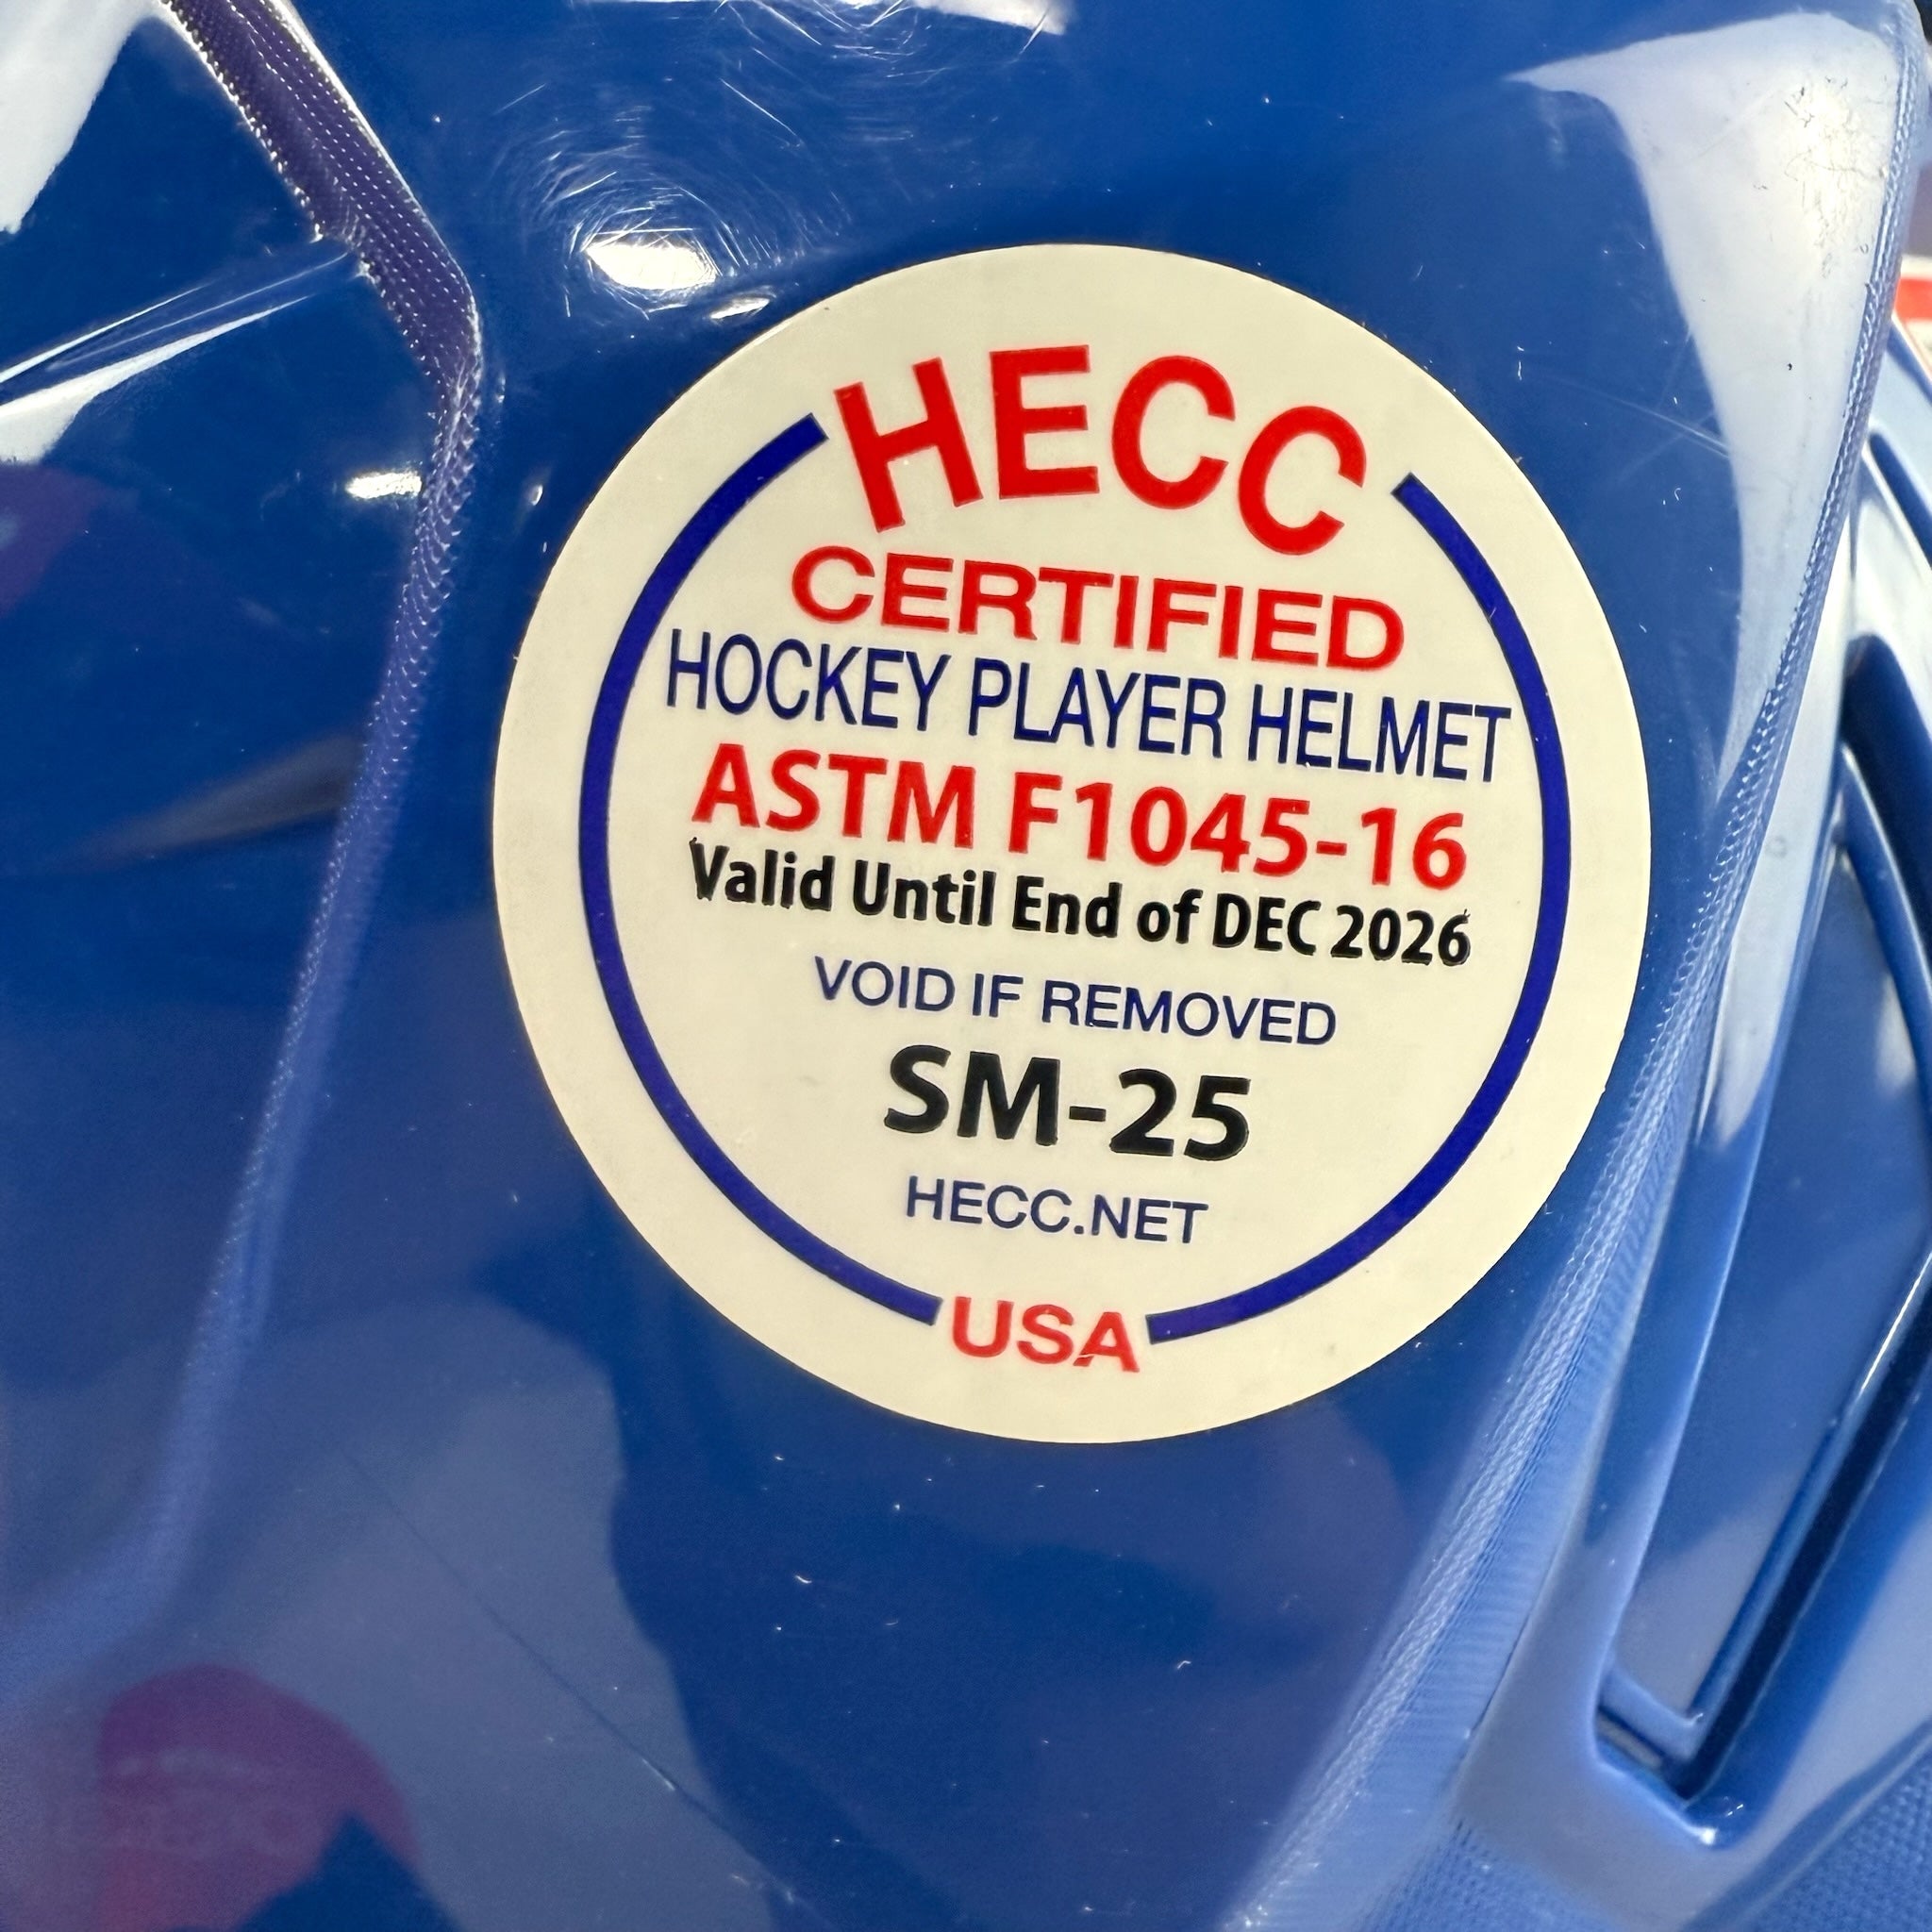 HECC
CERTIFIED
HOCKEY PLAYER HELMET
ASTM F1045-16
Valid Until End of DEC 2026
VOID IF REMOVED
SM-25
HECC.NET
USA